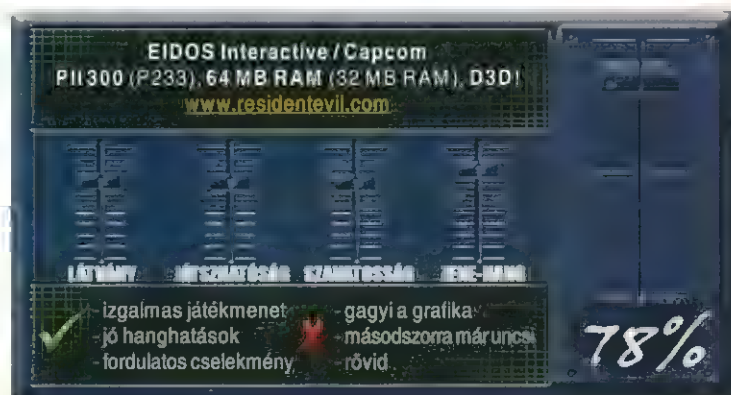 EIDOS Interactive / Capcom
PII 300 (P233), 64 MB RAM (32 MB RAM), D3D!
www.residentevil.com
LÁTVÁNY JÁTSZHATÓSÁG SZAVATOSSÁG ZENE-HANG
- izgalmas játékmenet
- jó hanghatások
- fordulatos cselekmény
- gagyi a grafika
- másodszorra már uncsi
- rövid
78%